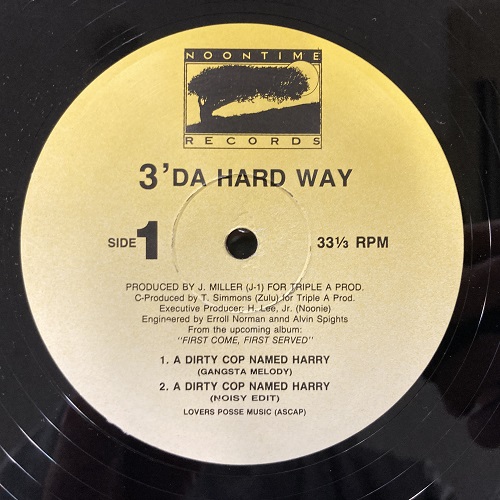 NOONTIME
RECORDS
3'DA HARD WAY
SIDE 1
33⅓ RPM
PRODUCED BY J. MILLER (J-1) FOR TRIPLE A PROD.
C-Produced by T. Simmons (Zulu) for Triple A Prod.
Executive Producer: H. Lee, Jr. (Noonie)
Engineered by Erroll Norman annd Alvin Spights
From the upcoming album:
"FIRST COME, FIRST SERVED"
1. A DIRTY COP NAMED HARRY
(GANGSTA MELODY)
2. A DIRTY COP NAMED HARRY
(NOISY EDIT)
LOVERS POSSE MUSIC (ASCAP)